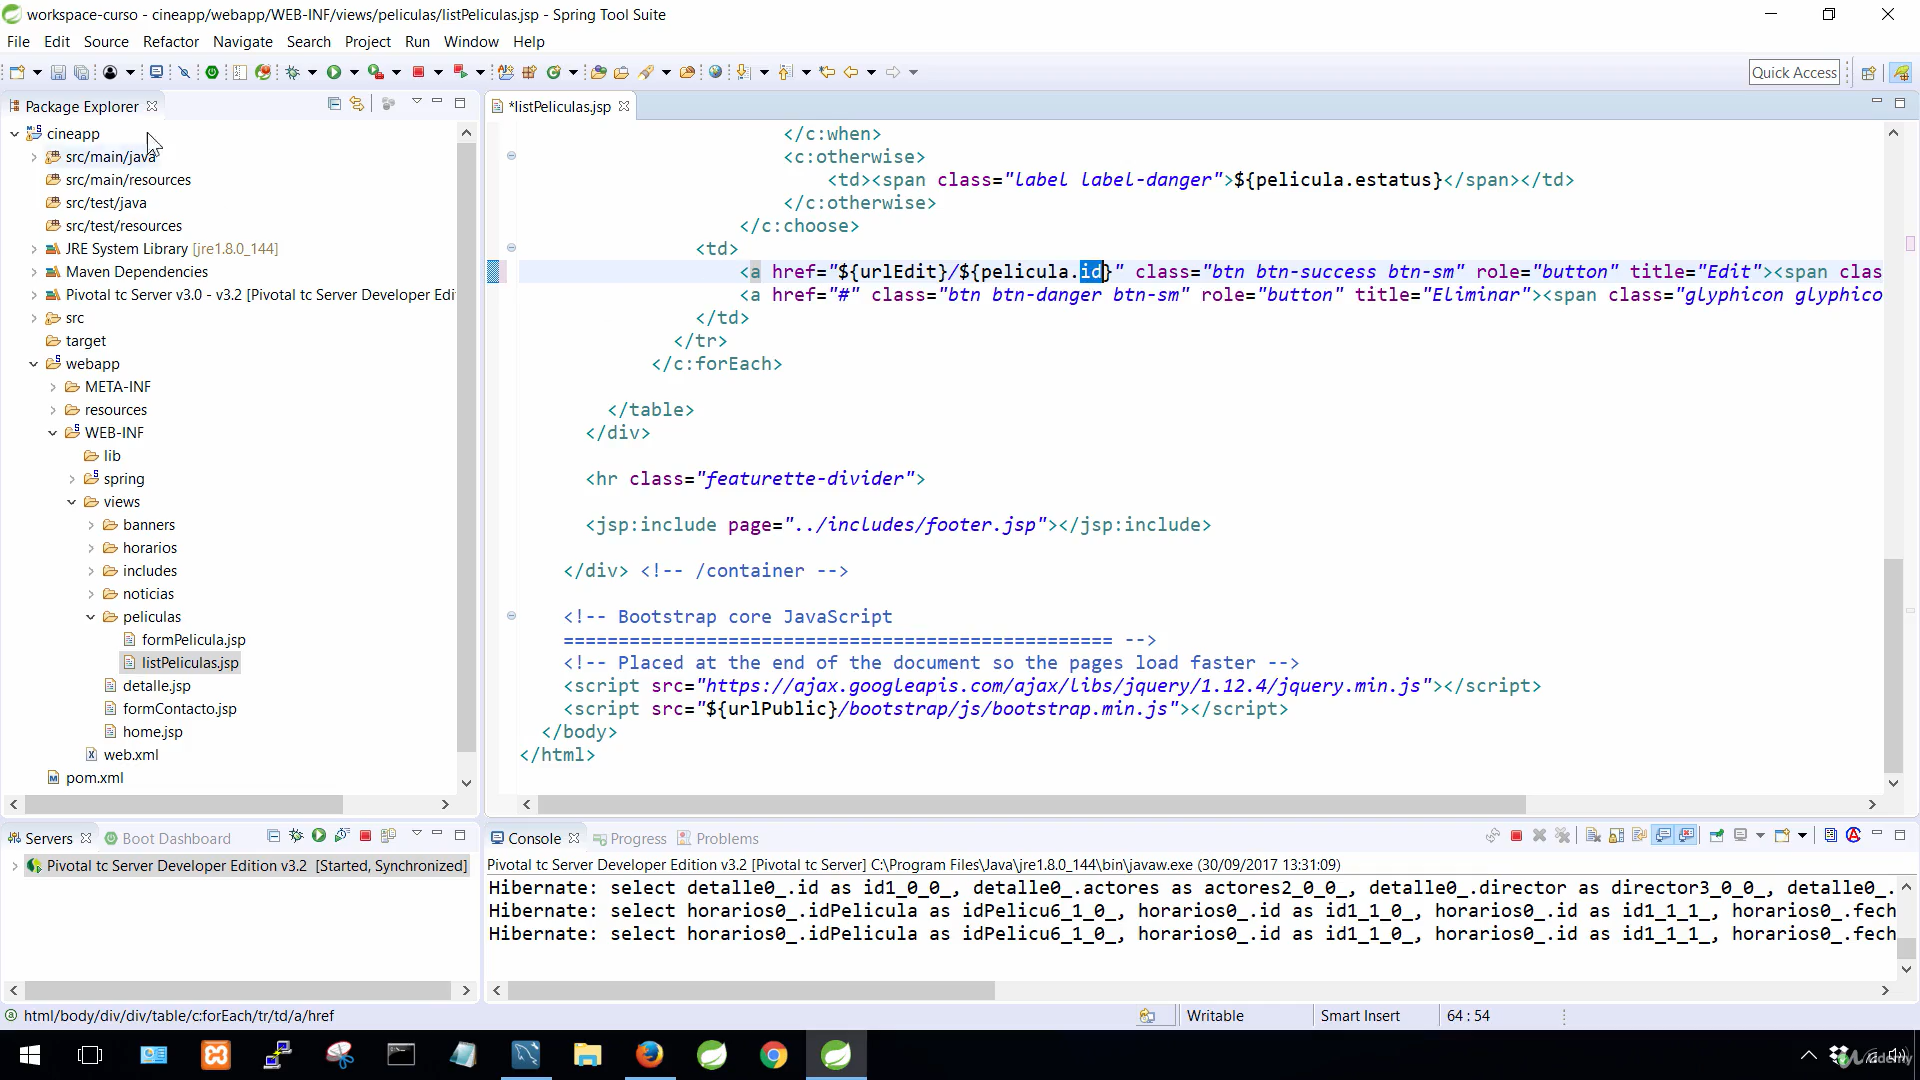 workspace-curso - cineapp/webapp/WEB-INF/views/peliculas/listPeliculas.jsp - Spring Tool Suite
File Edit Source Refactor Navigate Search Project Run Window Help
Quick Access
Package Explorer
cineapp
src/main/java
src/main/resources
src/test/java
src/test/resources
JRE System Library [jre1.8.0_144]
Maven Dependencies
Pivotal tc Server v3.0 - v3.2 [Pivotal tc Server Developer Edi
src
target
webapp
META-INF
resources
WEB-INF
lib
spring
views
banners
horarios
includes
noticias
peliculas
formPelicula.jsp
listPeliculas.jsp
detalle.jsp
formContacto.jsp
home.jsp
web.xml
pom.xml
*listPeliculas.jsp
</c:when>
<c:otherwise>
<td><span class="label label-danger">${pelicula.estatus}</span></td>
</c:otherwise>
</c:choose>
<td>
<a href="${urlEdit}/${pelicula.id}" class="btn btn-success btn-sm" role="button" title="Edit"><span clas
<a href="#" class="btn btn-danger btn-sm" role="button" title="Eliminar"><span class="glyphicon glyphico
</td>
</tr>
</c:forEach>
</table>
</div>
<hr class="featurette-divider">
<jsp:include page="../includes/footer.jsp"></jsp:include>
</div> <!-- /container -->
<!-- Bootstrap core JavaScript
================================================== -->
<!-- Placed at the end of the document so the pages load faster -->
<script src="https://ajax.googleapis.com/ajax/libs/jquery/1.12.4/jquery.min.js"></script>
<script src="${urlPublic}/bootstrap/js/bootstrap.min.js"></script>
</body>
</html>
Servers Boot Dashboard
Pivotal tc Server Developer Edition v3.2 [Started, Synchronized]
Console Progress Problems
Pivotal tc Server Developer Edition v3.2 [Pivotal tc Server] C:\Program Files\Java\jre1.8.0_144\bin\javaw.exe (30/09/2017 13:31:09)
Hibernate: select detalle0_.id as id1_0_0_, detalle0_.actores as actores2_0_0_, detalle0_.director as director3_0_0_, detalle0_.
Hibernate: select horarios0_.idPelicula as idPelicu6_1_0_, horarios0_.id as id1_1_0_, horarios0_.id as id1_1_1_, horarios0_.fech
Hibernate: select horarios0_.idPelicula as idPelicu6_1_0_, horarios0_.id as id1_1_0_, horarios0_.id as id1_1_1_, horarios0_.fech
html/body/div/div/table/c:forEach/tr/td/a/href
Writable
Smart Insert
64 : 54